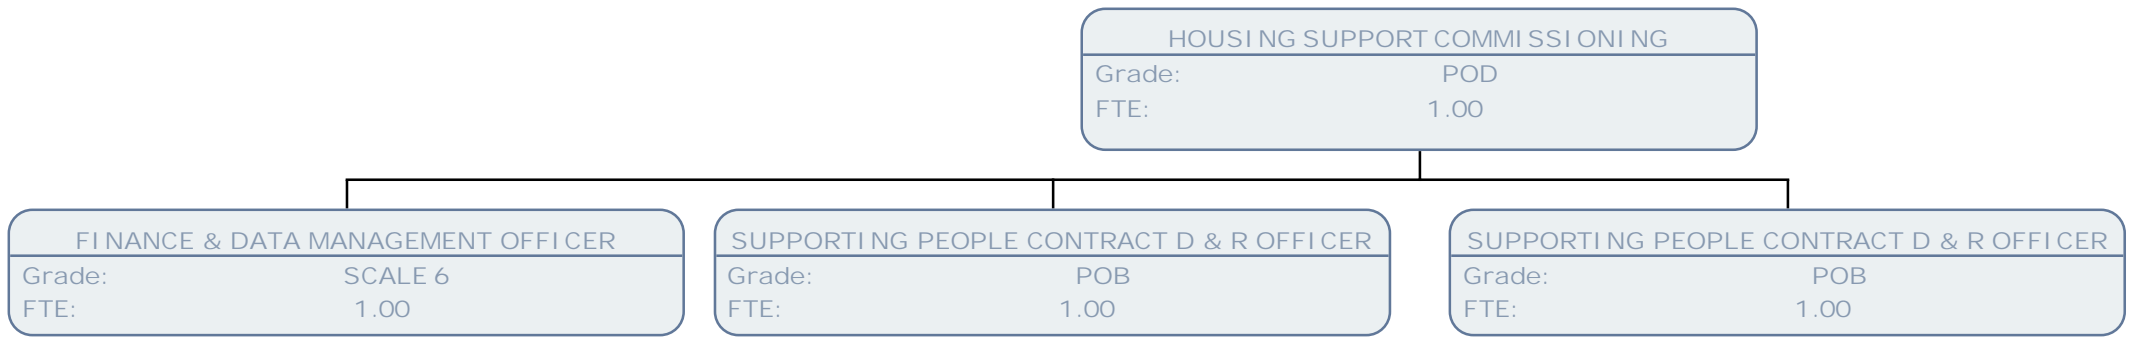 HOUSING SUPPORT COMMISSIONING
Grade: POD
FTE: 1.00
FINANCE & DATA MANAGEMENT OFFICER
Grade: SCALE 6
FTE: 1.00
SUPPORTING PEOPLE CONTRACT D & R OFFICER
Grade: POB
FTE: 1.00
SUPPORTING PEOPLE CONTRACT D & R OFFICER
Grade: POB
FTE: 1.00